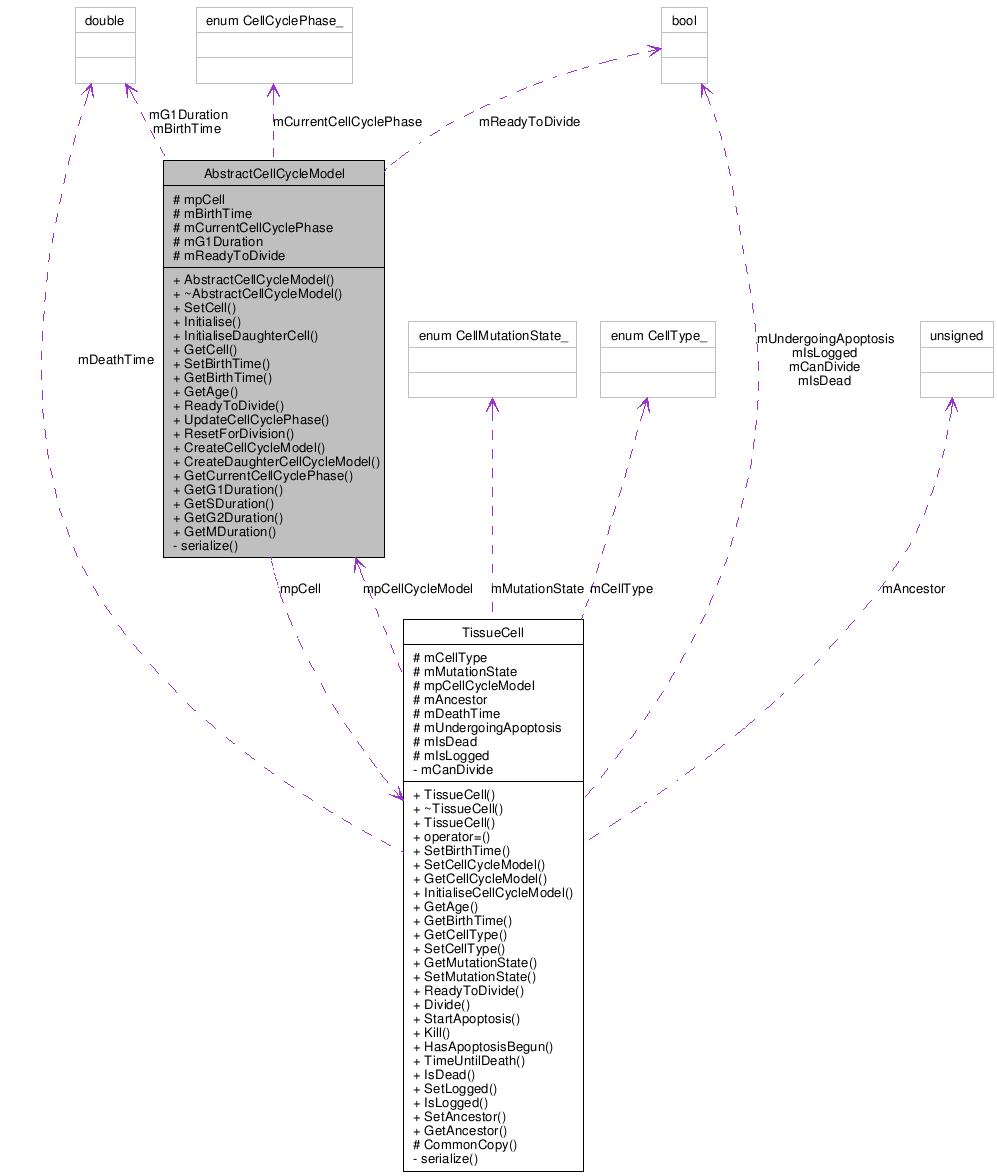 double
enum CellCyclePhase_
bool
mG1Duration
mBirthTime
mCurrentCellCyclePhase
mReadyToDivide
AbstractCellCycleModel
# mpCell
# mBirthTime
# mCurrentCellCyclePhase
# mG1Duration
# mReadyToDivide
+ AbstractCellCycleModel()
+ ~AbstractCellCycleModel()
+ SetCell()
+ Initialise()
+ InitialiseDaughterCell()
+ GetCell()
+ SetBirthTime()
+ GetBirthTime()
+ GetAge()
+ ReadyToDivide()
+ UpdateCellCyclePhase()
+ ResetForDivision()
+ CreateCellCycleModel()
+ CreateDaughterCellCycleModel()
+ GetCurrentCellCyclePhase()
+ GetG1Duration()
+ GetSDuration()
+ GetG2Duration()
+ GetMDuration()
- serialize()
mDeathTime
enum CellMutationState_
enum CellType_
mUndergoingApoptosis
mIsLogged
mCanDivide
mIsDead
unsigned
mpCell
mpCellCycleModel
mMutationState
mCellType
mAncestor
TissueCell
# mCellType
# mMutationState
# mpCellCycleModel
# mAncestor
# mDeathTime
# mUndergoingApoptosis
# mIsDead
# mIsLogged
- mCanDivide
+ TissueCell()
+ ~TissueCell()
+ TissueCell()
+ operator=()
+ SetBirthTime()
+ SetCellCycleModel()
+ GetCellCycleModel()
+ InitialiseCellCycleModel()
+ GetAge()
+ GetBirthTime()
+ GetCellType()
+ SetCellType()
+ GetMutationState()
+ SetMutationState()
+ ReadyToDivide()
+ Divide()
+ StartApoptosis()
+ Kill()
+ HasApoptosisBegun()
+ TimeUntilDeath()
+ IsDead()
+ SetLogged()
+ IsLogged()
+ SetAncestor()
+ GetAncestor()
# CommonCopy()
- serialize()